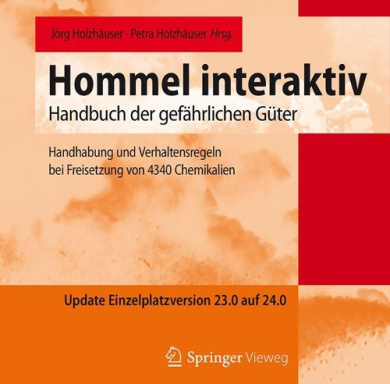 Jörg Holzhäuser · Petra Holzhäuser Hrsg.
Hommel interaktiv
Handbuch der gefährlichen Güter
Handhabung und Verhaltensregeln
bei Freisetzung von 4340 Chemikalien
Update Einzelplatzversion 23.0 auf 24.0
Springer Vieweg